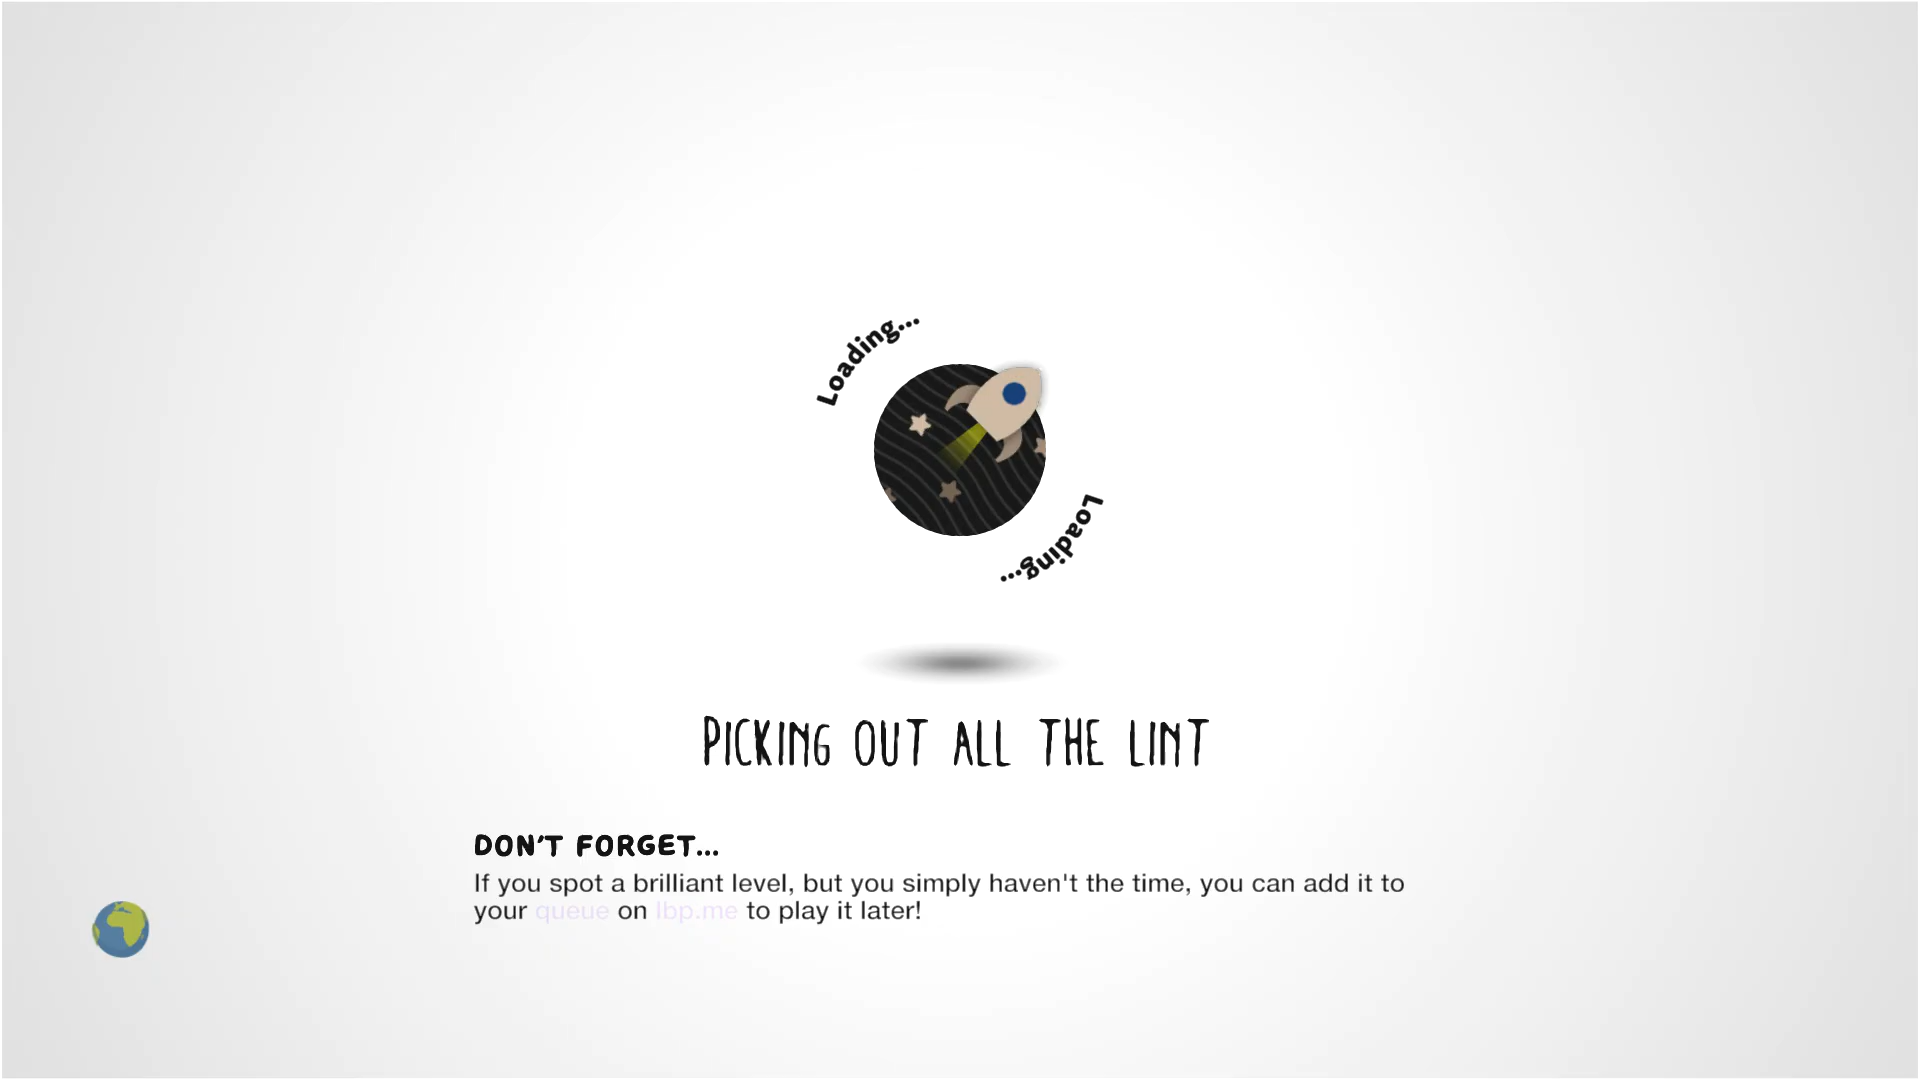 Loading...
Loading...
PICKING OUT ALL THE LINT
DON'T FORGET...
If you spot a brilliant level, but you simply haven't the time, you can add it to
your queue on lbp.me to play it later!